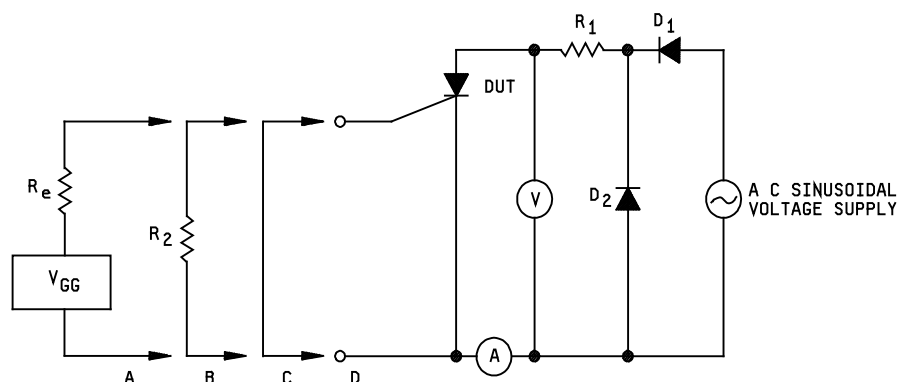 R1
D1
DUT
Re
VGG
R2
V
D2
A C SINUSOIDAL
VOLTAGE SUPPLY
A
A
B
C
D